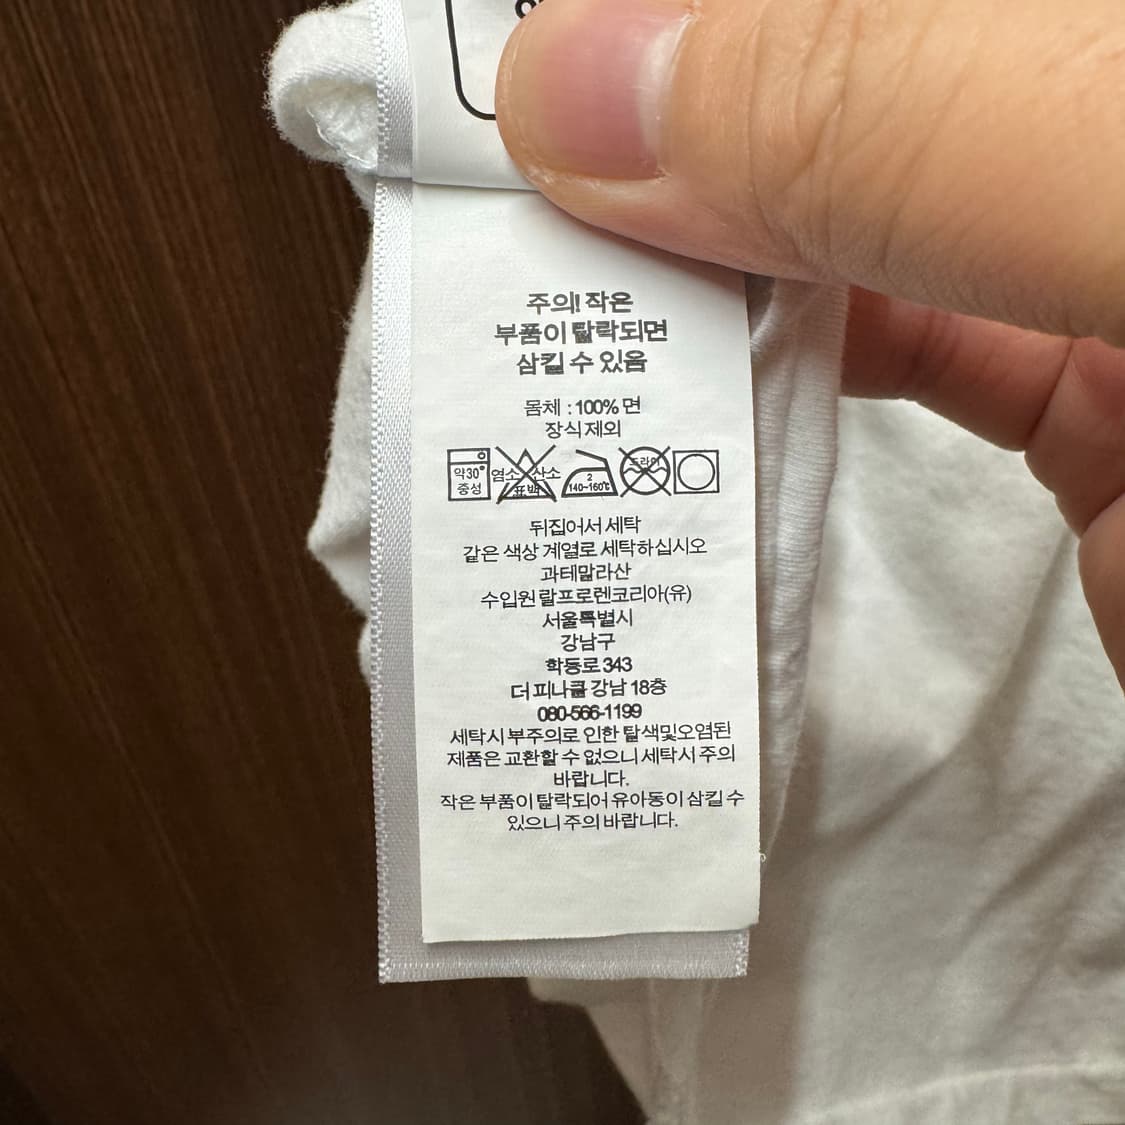 주의! 작은
부품이 탈락되면
삼킬 수 있음
몸체 : 100% 면
장식 제외
약30°
중성
염소 산소
표백
2
140~160℃
드라이
뒤집어서 세탁
같은 색상 계열로 세탁하십시오
과테말라산
수입원 랄프로렌코리아(유)
서울특별시
강남구
학동로 343
더 피나클 강남 18층
080-566-1199
세탁시 부주의로 인한 탈색및오염된
제품은 교환할 수 없으니 세탁시 주의
바랍니다.
작은 부품이 탈락되어 유아동이 삼킬 수
있으니 주의 바랍니다.